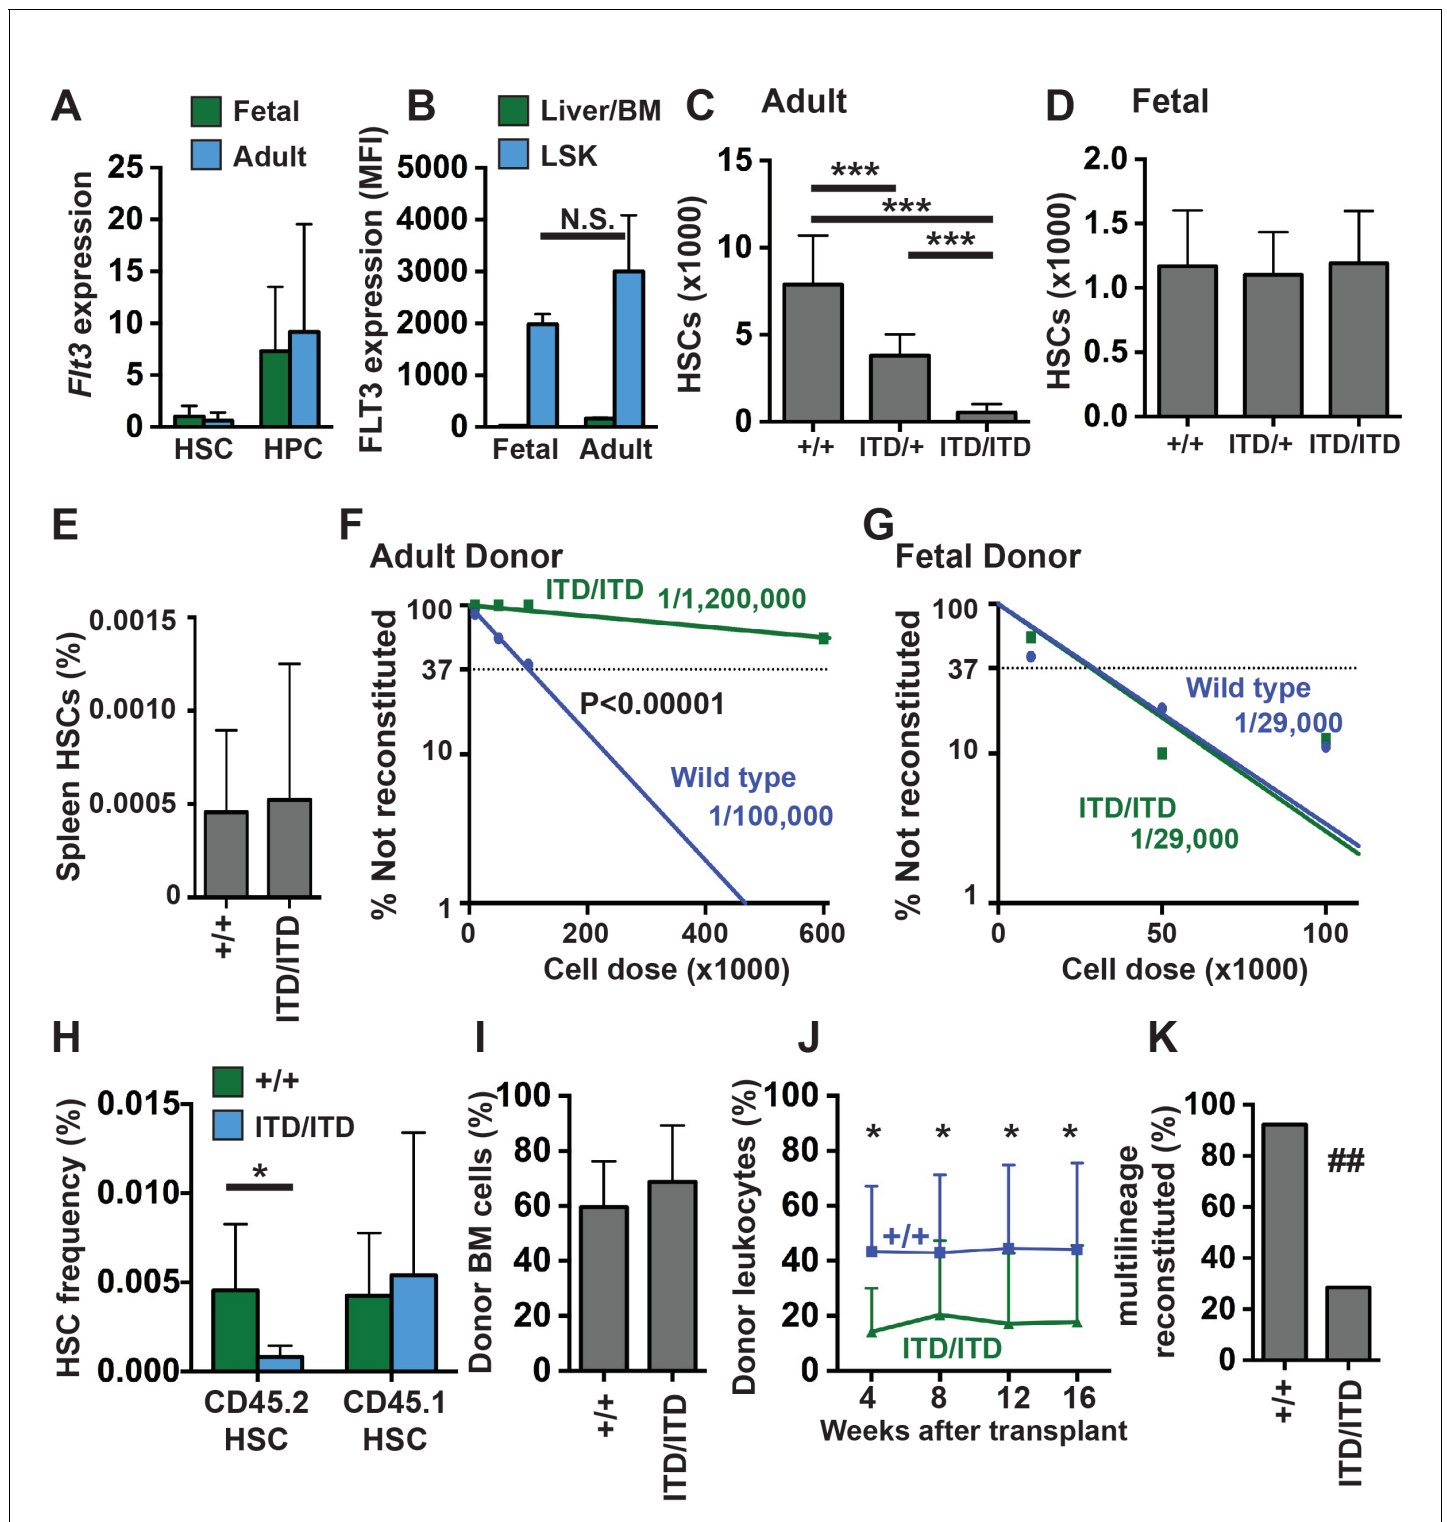 A
Fetal
Adult
Flt3 expression
25
20
15
10
5
0
HSC
HPC
B
Liver/BM
LSK
FLT3 expression (MFI)
5000
4000
3000
2000
1000
0
N.S.
Fetal
Adult
C
Adult
HSCs (x1000)
15
10
5
0
***
***
***
+/+
ITD/+
ITD/ITD
D
Fetal
HSCs (x1000)
2.0
1.5
1.0
0.5
0.0
+/+
ITD/+
ITD/ITD
E
Spleen HSCs (%)
0.0015
0.0010
0.0005
0
+/+
ITD/ITD
F
Adult Donor
% Not reconstituted
100
37
10
1
ITD/ITD
1/1,200,000
P<0.00001
Wild type
1/100,000
0
200
400
600
Cell dose (x1000)
G
Fetal Donor
% Not reconstituted
100
37
10
1
Wild type
1/29,000
ITD/ITD
1/29,000
0
50
100
Cell dose (x1000)
H
+/+
ITD/ITD
HSC frequency (%)
0.015
0.010
0.005
0.000
*
CD45.2
HSC
CD45.1
HSC
I
Donor BM cells (%)
100
80
60
40
20
0
+/+
ITD/ITD
J
Donor leukocytes (%)
100
80
60
40
20
0
*
*
*
*
+/+
ITD/ITD
4
8
12
16
Weeks after transplant
K
multilineage
reconstituted (%)
100
80
60
40
20
0
##
+/+
ITD/ITD